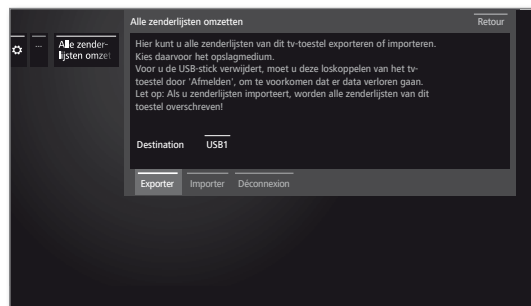 Alle zenderlijsten omzetten
Retour
...
Alle zender-
lijsten omzet
Hier kunt u alle zenderlijsten van dit tv-toestel exporteren of importeren.
Kies daarvoor het opslagmedium.
Voor u de USB-stick verwijdert, moet u deze loskoppelen van het tv-
toestel door 'Afmelden', om te voorkomen dat er data verloren gaan.
Let op: Als u zenderlijsten importeert, worden alle zenderlijsten van dit
toestel overschreven!
Destination USB1
Exporter Importer Déconnexion